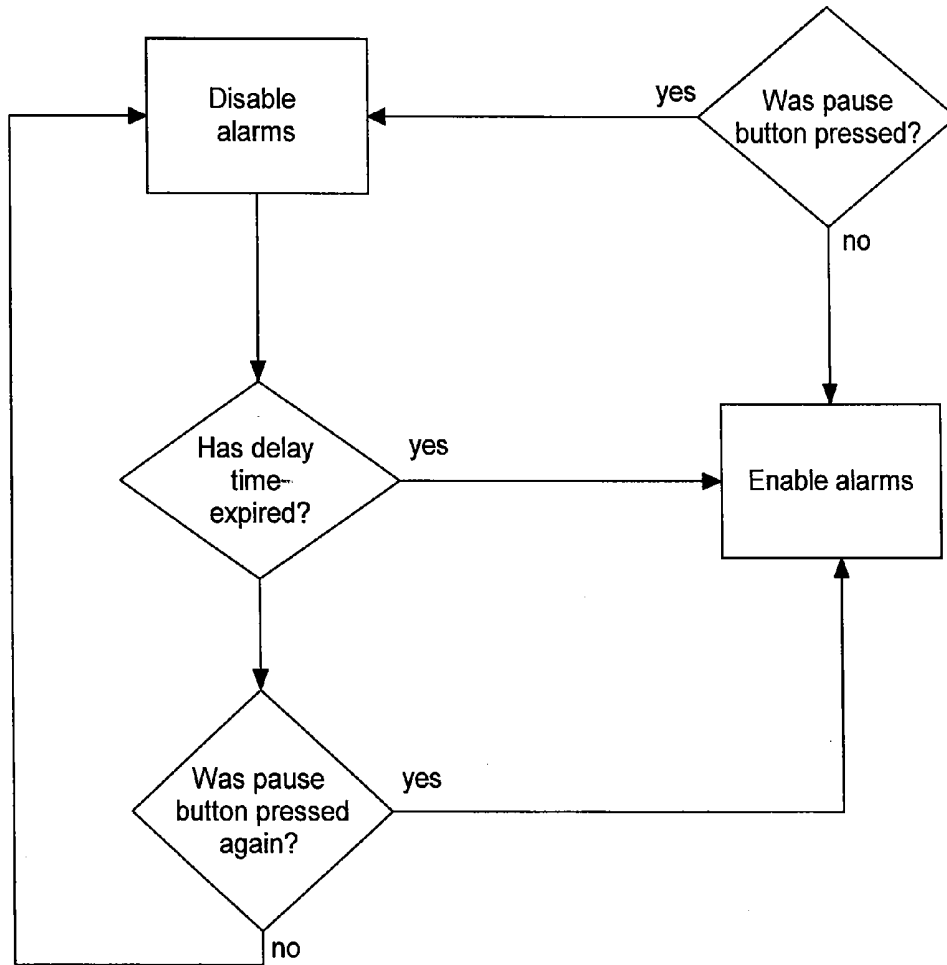 Disable
alarms
yes
Was pause
button pressed?
no
Has delay
time-
expired?
yes
Enable alarms
Was pause
button pressed
again?
yes
no